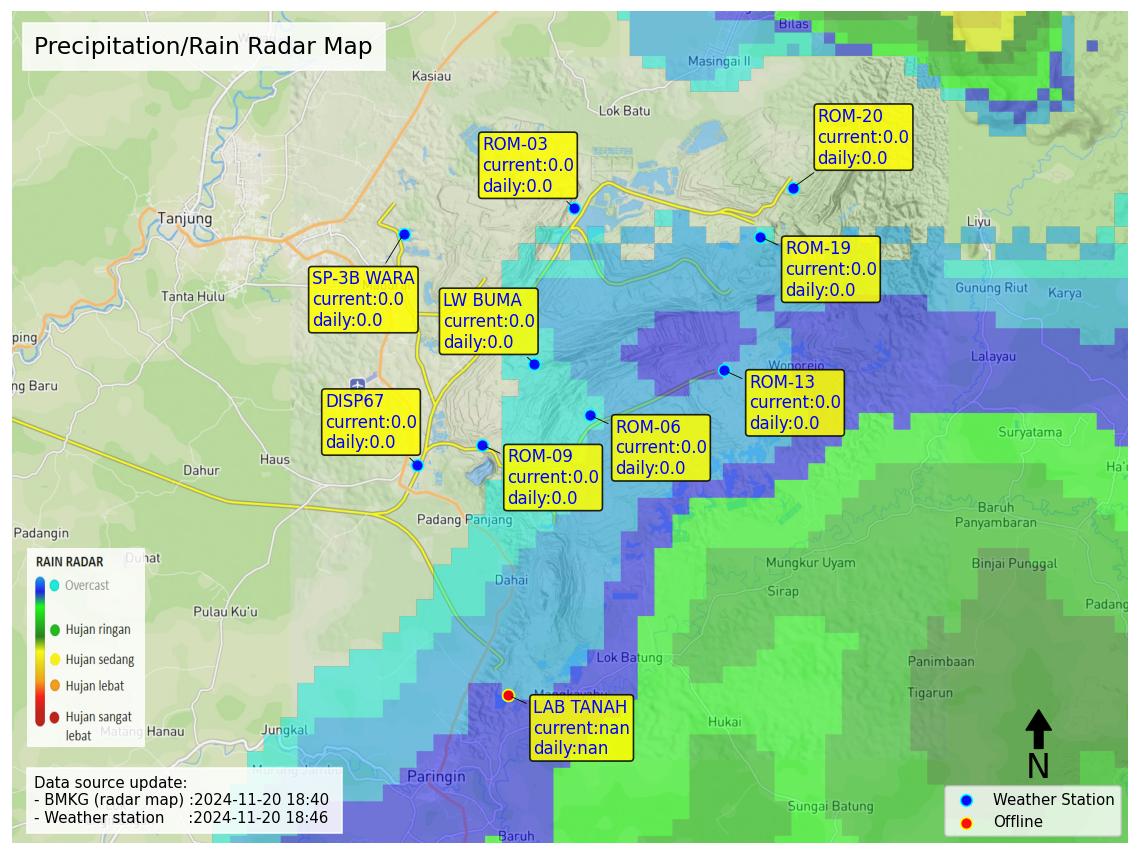 Precipitation/Rain Radar Map
Bilas
Masingai II
Kasiau
Lok Batu
ROM-20
current:0.0
daily:0.0
ROM-03
current:0.0
daily:0.0
Tanjung
Liyu
ROM-19
current:0.0
daily:0.0
SP-3B WARA
current:0.0
daily:0.0
Tanta Hulu
LW BUMA
current:0.0
daily:0.0
Gunung Riut
Karya
ping
Lalayau
Wonorejo
ng Baru
ROM-13
current:0.0
daily:0.0
DISP67
current:0.0
daily:0.0
ROM-06
current:0.0
daily:0.0
Suryatama
ROM-09
current:0.0
daily:0.0
Haus
Dahur
Ha'u
Padang Panjang
Baruh
Panyambaran
Padangin
Duhat
Mungkur Uyam
Binjai Punggal
RAIN RADAR
Overcast
Hujan ringan
Hujan sedang
Hujan lebat
Hujan sangat
lebat
Dahai
Sirap
Padang
Pulau Ku'u
Lok Batung
Panimbaan
Tigarun
LAB TANAH
current:nan
daily:nan
Hukai
Matang Hanau
Jungkal
Paringin
N
Data source update:
- BMKG (radar map) :2024-11-20 18:40
- Weather station :2024-11-20 18:46
Weather Station
Offline
Sungai Batung
Baruh